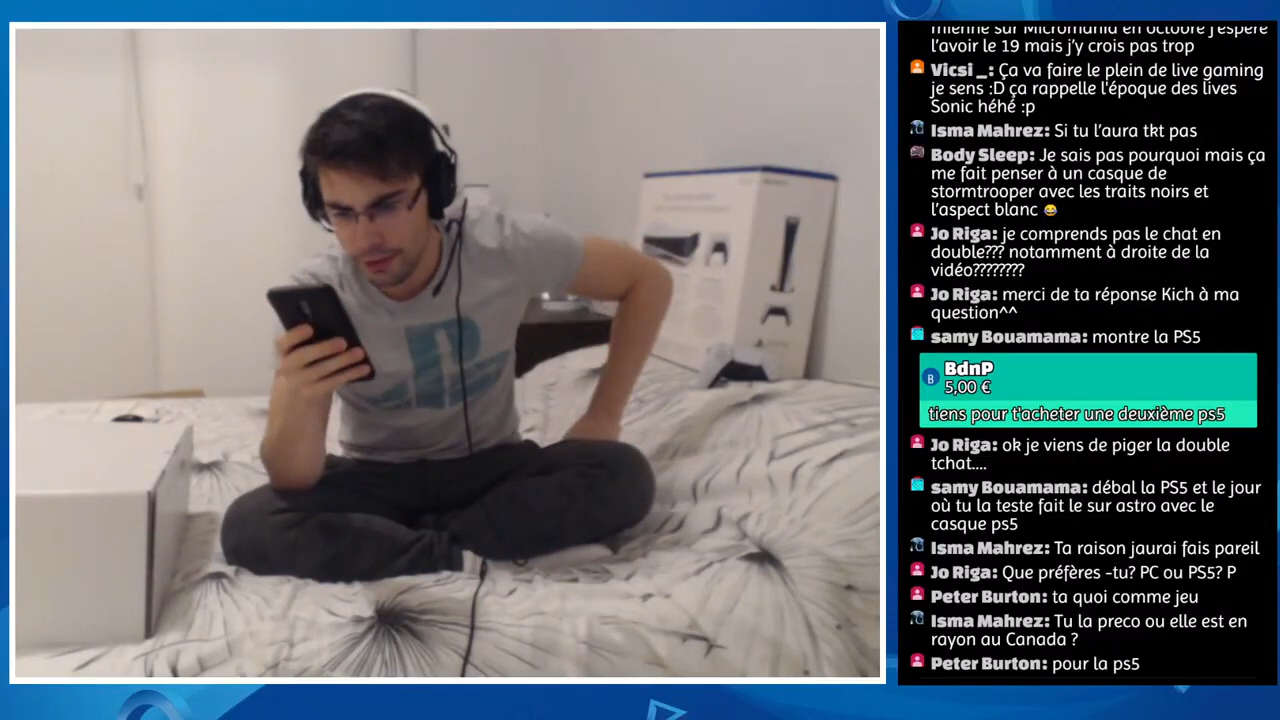 mienne sur Micromania en octobre j'espère
l'avoir le 19 mais j'y crois pas trop
Vicsi_: Ça va faire le plein de live gaming
je sens :D ça rappelle l'époque des lives
Sonic héhé :p
Isma Mahrez: Si tu l'aura tkt pas
Body Sleep: Je sais pas pourquoi mais ça
me fait penser à un casque de
stormtrooper avec les traits noirs et
l'aspect blanc 😂
Jo Riga: je comprends pas le chat en
double??? notamment à droite de la
vidéo????????
Jo Riga: merci de ta réponse Kich à ma
question^^
samy Bouamama: montre la PS5
B
BdnP
5,00 €
tiens pour t'acheter une deuxième ps5
Jo Riga: ok je viens de piger la double
tchat....
samy Bouamama: débal la PS5 et le jour
où tu la teste fait le sur astro avec le
casque ps5
Isma Mahrez: Ta raison jaurai fais pareil
Jo Riga: Que préfères -tu? PC ou PS5? P
Peter Burton: ta quoi comme jeu
Isma Mahrez: Tu la preco ou elle est en
rayon au Canada ?
Peter Burton: pour la ps5